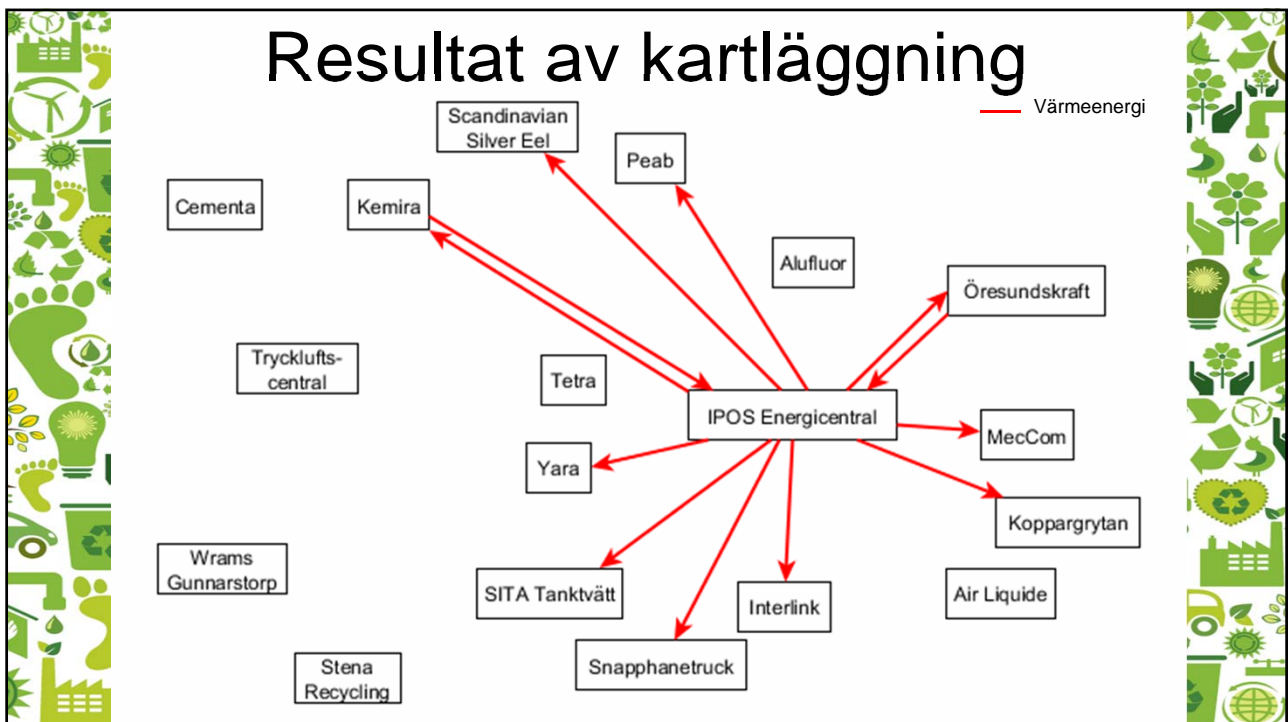 Resultat av kartläggning
Värmeenergi
Scandinavian
Silver Eel
Peab
Cementa
Kemira
Alufluor
Öresundskraft
Trycklufts-
central
Tetra
IPOS Energicentral
MecCom
Yara
Koppargrytan
Wrams
Gunnarstorp
SITA Tanktvätt
Interlink
Air Liquide
Snapphanetruck
Stena
Recycling